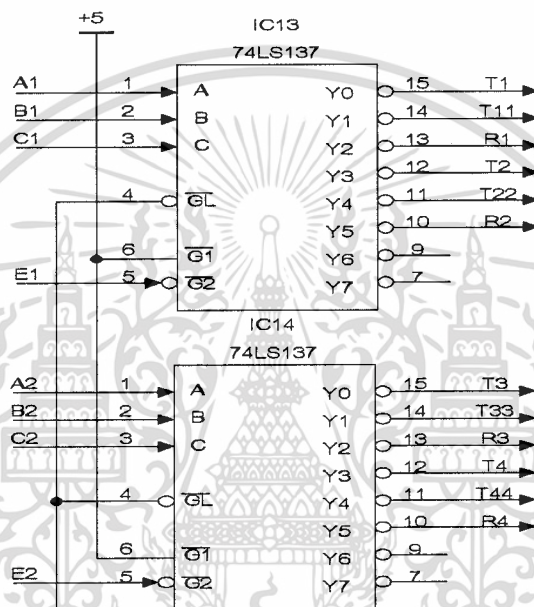 +5
IC13
74LS137
A1 1 A Y0 15 T1
B1 2 B Y1 14 T11
C1 3 C Y2 13 R1
Y3 12 T2
4 GL Y4 11 T22
Y5 10 R2
6 G1 Y6 9
E1 5 G2 Y7 7
IC14
74LS137
A2 1 A Y0 15 T3
B2 2 B Y1 14 T33
C2 3 C Y2 13 R3
Y3 12 T4
4 GL Y4 11 T44
Y5 10 R4
6 G1 Y6 9
E2 5 G2 Y7 7